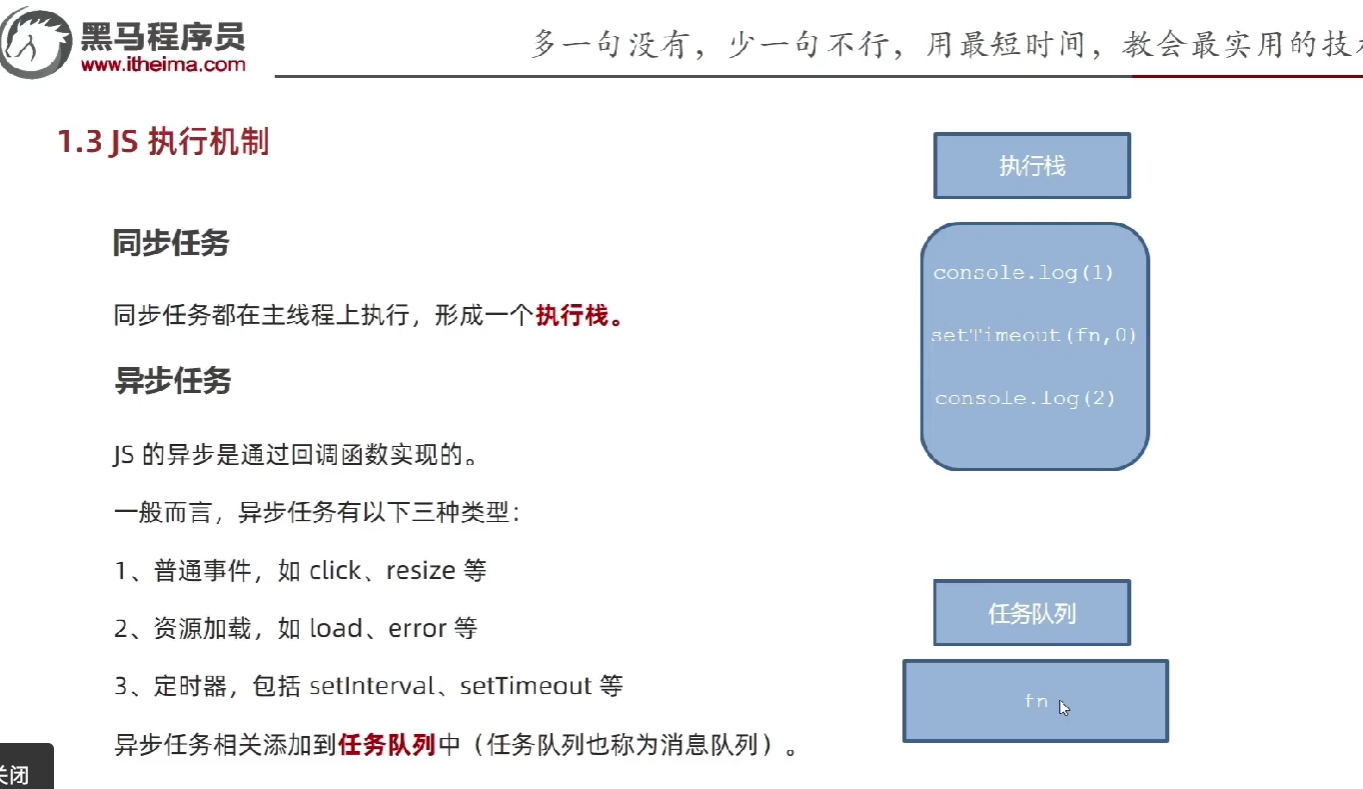 黑马程序员
www.itheima.com
多一句没有，少一句不行，用最短时间，教会最实用的技
1.3 JS 执行机制
同步任务
同步任务都在主线程上执行，形成一个执行栈。
异步任务
JS 的异步是通过回调函数实现的。
一般而言，异步任务有以下三种类型：
1、普通事件，如 click、resize 等
2、资源加载，如 load、error 等
3、定时器，包括 setInterval、setTimeout 等
异步任务相关添加到任务队列中（任务队列也称为消息队列）。
执行栈
console.log(1)
setTimeout(fn,0)
console.log(2)
任务队列
fn
关闭